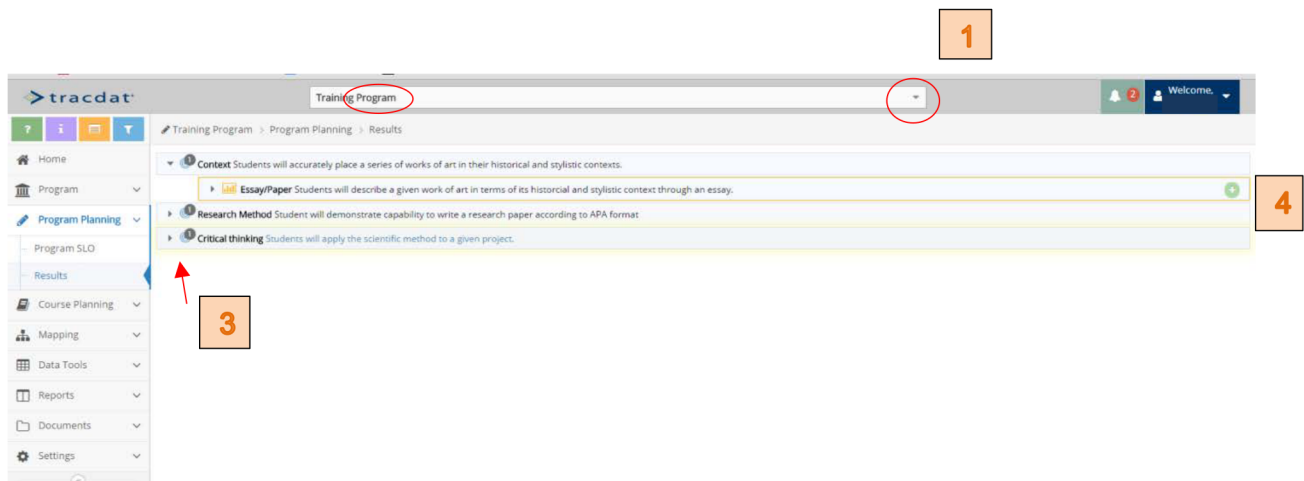 1
tracdat
Training Program
2
Welcome,
? i
Training Program > Program Planning > Results
Home
Context Students will accurately place a series of works of art in their historical and stylistic contexts.
1
Program
Essay/Paper Students will describe a given work of art in terms of its historcial and stylistic context through an essay.
4
Research Method Student will demonstrate capability to write a research paper according to APA format
1
Program Planning
Critical thinking Students will apply the scientific method to a given project.
1
Program SLO
Results
Course Planning
3
Mapping
Data Tools
Reports
Documents
Settings